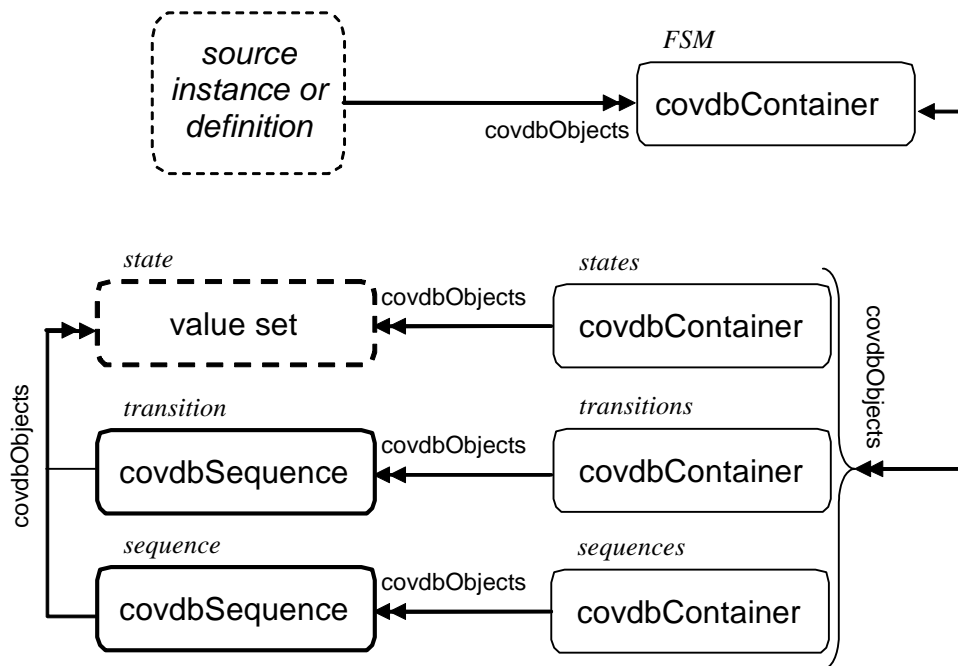 source
instance or
definition
FSM
covdbContainer
covdbObjects
state
value set
covdbObjects
states
covdbContainer
transition
covdbSequence
covdbObjects
transitions
covdbContainer
sequence
covdbSequence
covdbObjects
sequences
covdbContainer
covdbObjects
covdbObjects